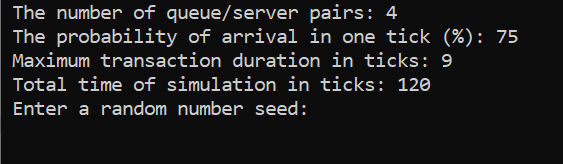 The number of queue/server pairs: 4
The probability of arrival in one tick (%): 75
Maximum transaction duration in ticks: 9
Total time of simulation in ticks: 120
Enter a random number seed: